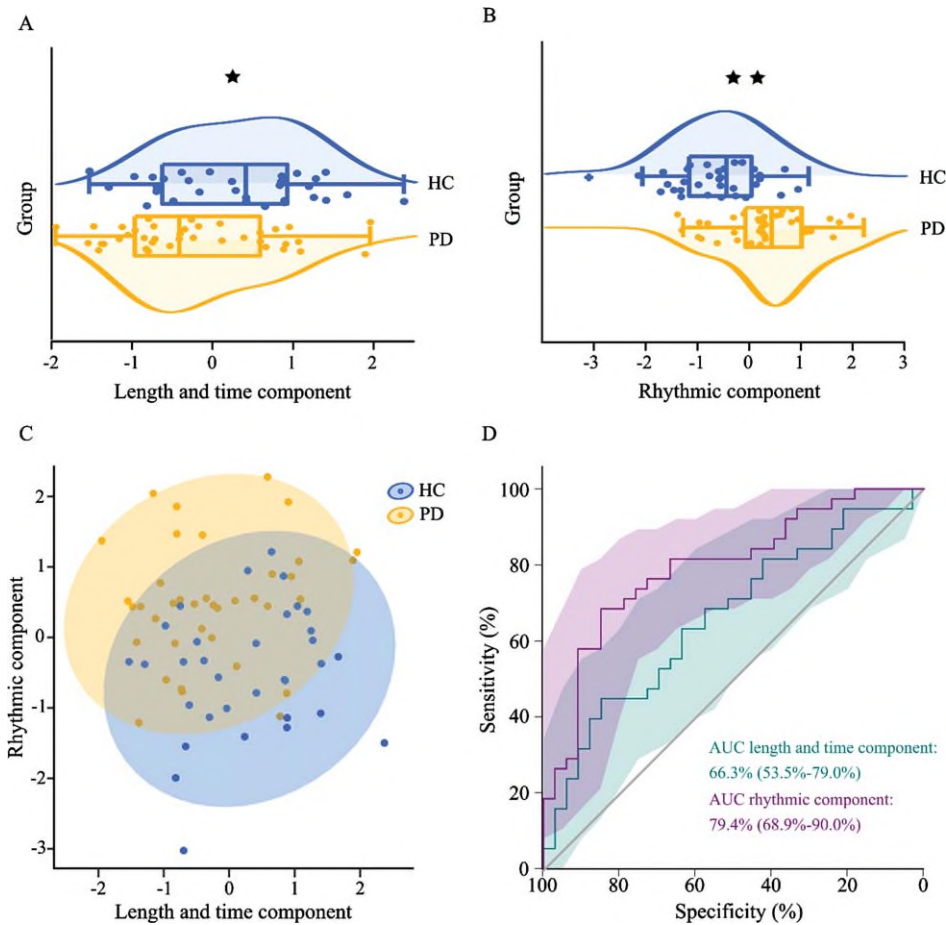 A
Group
HC
PD
-2
-1
0
1
2
Length and time component
B
Group
HC
PD
-3
-2
-1
0
1
2
3
Rhythmic component
C
HC
PD
2
1
0
-1
-2
-3
Rhythmic component
-2
-1
0
1
2
Length and time component
D
100
80
60
40
20
0
Sensitivity (%)
AUC length and time component:
66.3% (53.5%-79.0%)
AUC rhythmic component:
79.4% (68.9%-90.0%)
100
80
60
40
20
0
Specificity (%)